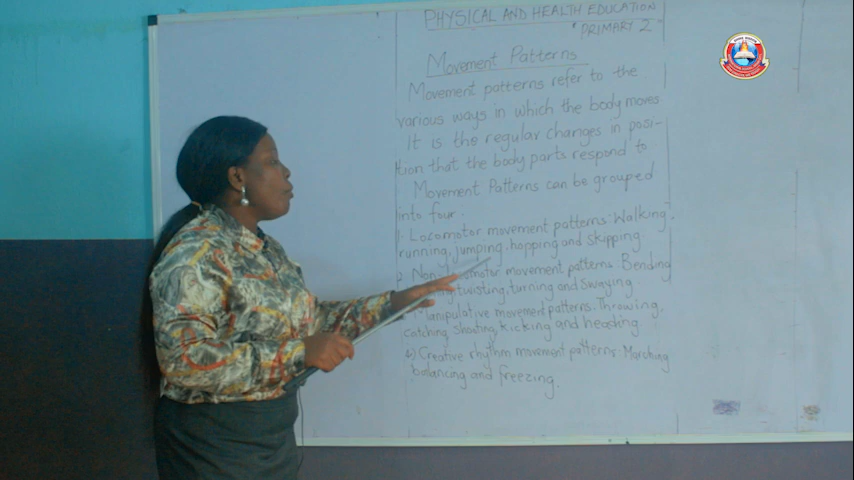 PHYSICAL AND HEALTH EDUCATION
PRIMARY 2
Movement Patterns
Movement patterns refer to the
various ways in which the body moves
It is the regular changes in posi-
tion that the body parts respond to
Movement Patterns can be grouped
into four.
1. Locomotor movement patterns: Walking,
running, jumping, hopping and skipping
movement patterns. Bending
twisting, turning and swaying
Manipulative movement patterns: Throwing,
catching, shooting, kicking and heading
4) Creative rhythm movement patterns: Marching
balancing and freezing.